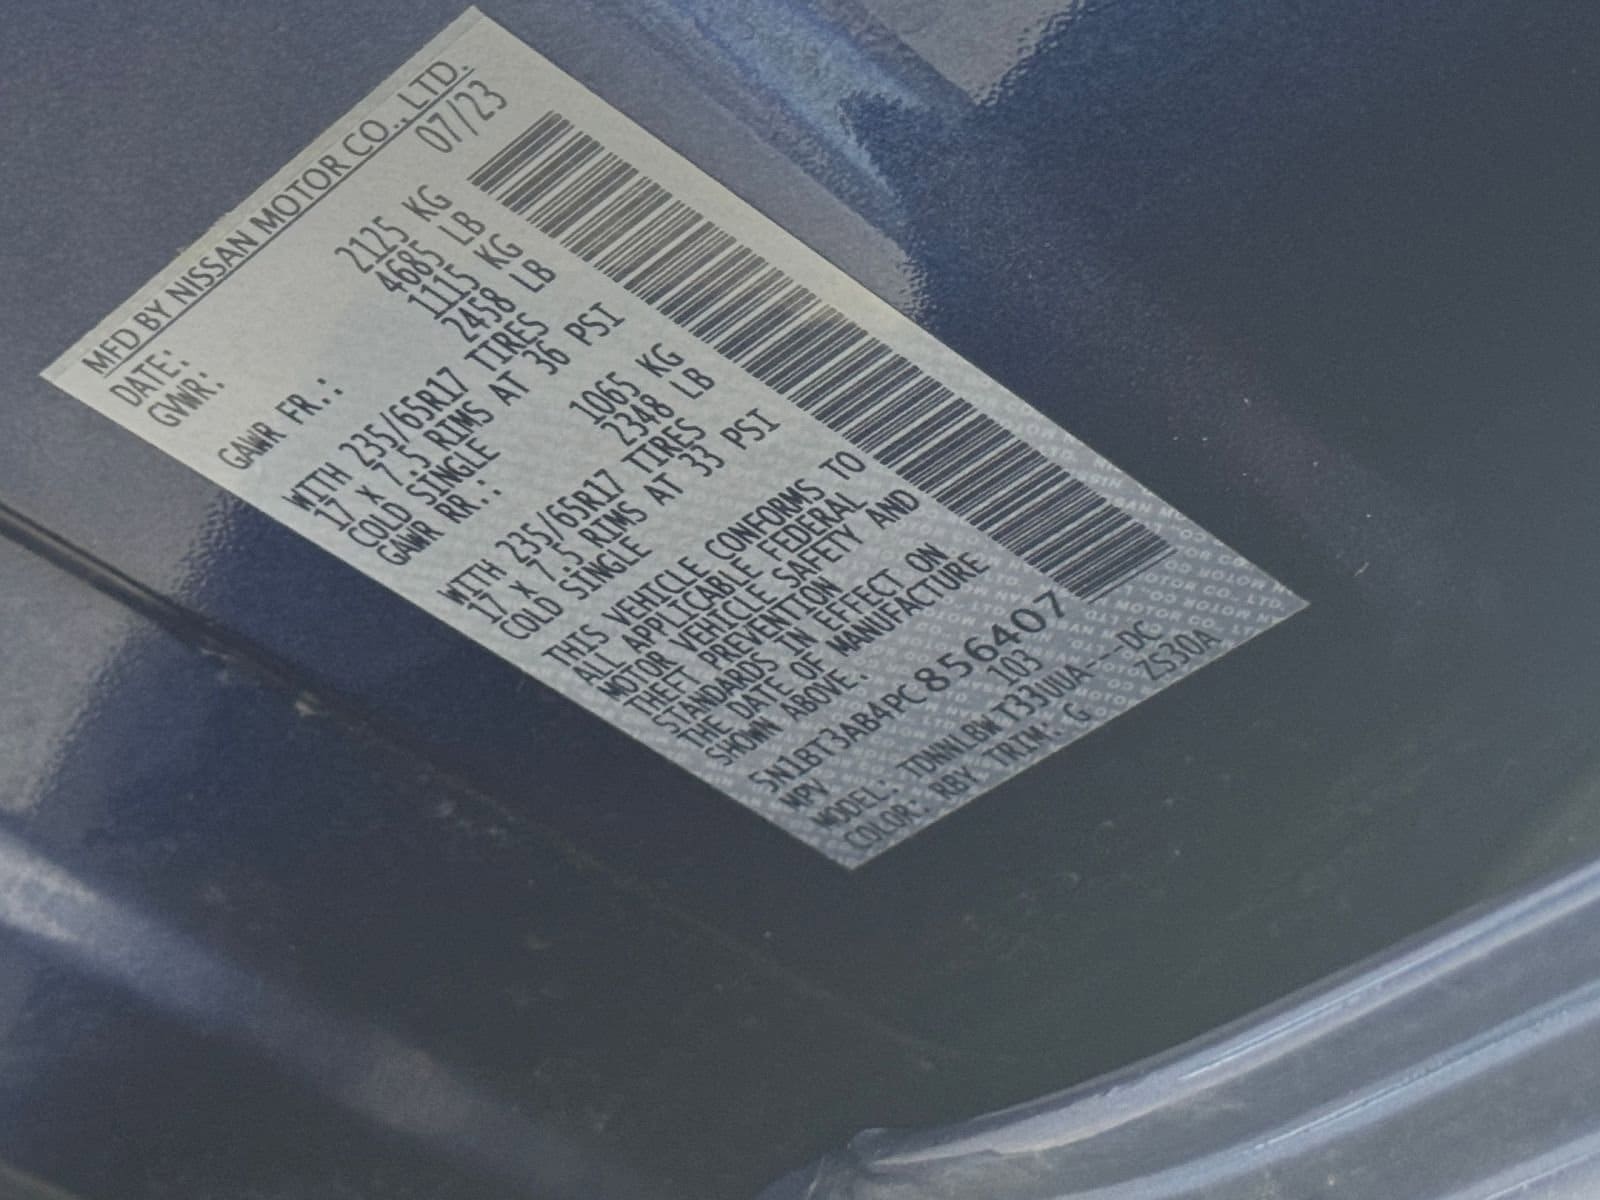 MFD BY NISSAN MOTOR CO., LTD.
DATE: 07/23
GVWR: 2125 KG
4685 LB
GAWR FR.: 1115 KG
2458 LB
WITH 235/65R17 TIRES
17 X 7.5 RIMS AT 36 PSI
COLD SINGLE
GAWR RR.: 1065 KG
2348 LB
WITH 235/65R17 TIRES
17 X 7.5 RIMS AT 33 PSI
COLD SINGLE
THIS VEHICLE CONFORMS TO
ALL APPLICABLE FEDERAL
MOTOR VEHICLE SAFETY AND
THEFT PREVENTION
STANDARDS IN EFFECT ON
THE DATE OF MANUFACTURE
SHOWN ABOVE.
5N1BT3AB4PC856407
MPV 103
MODEL: TDNNLBWT33IUUA---DC
COLOR: RBY TRIM: G ZS30A